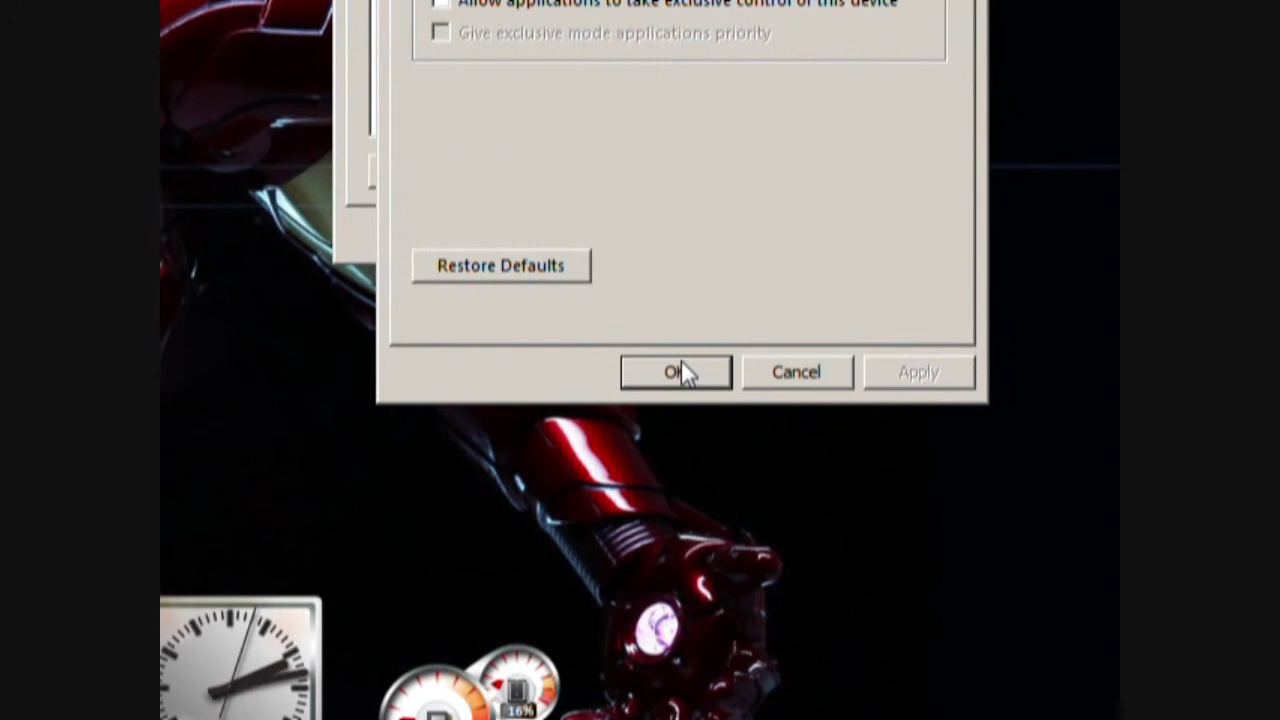 Allow applications to take exclusive control of this device
Give exclusive mode applications priority
Restore Defaults
OK
Cancel
Apply
16%